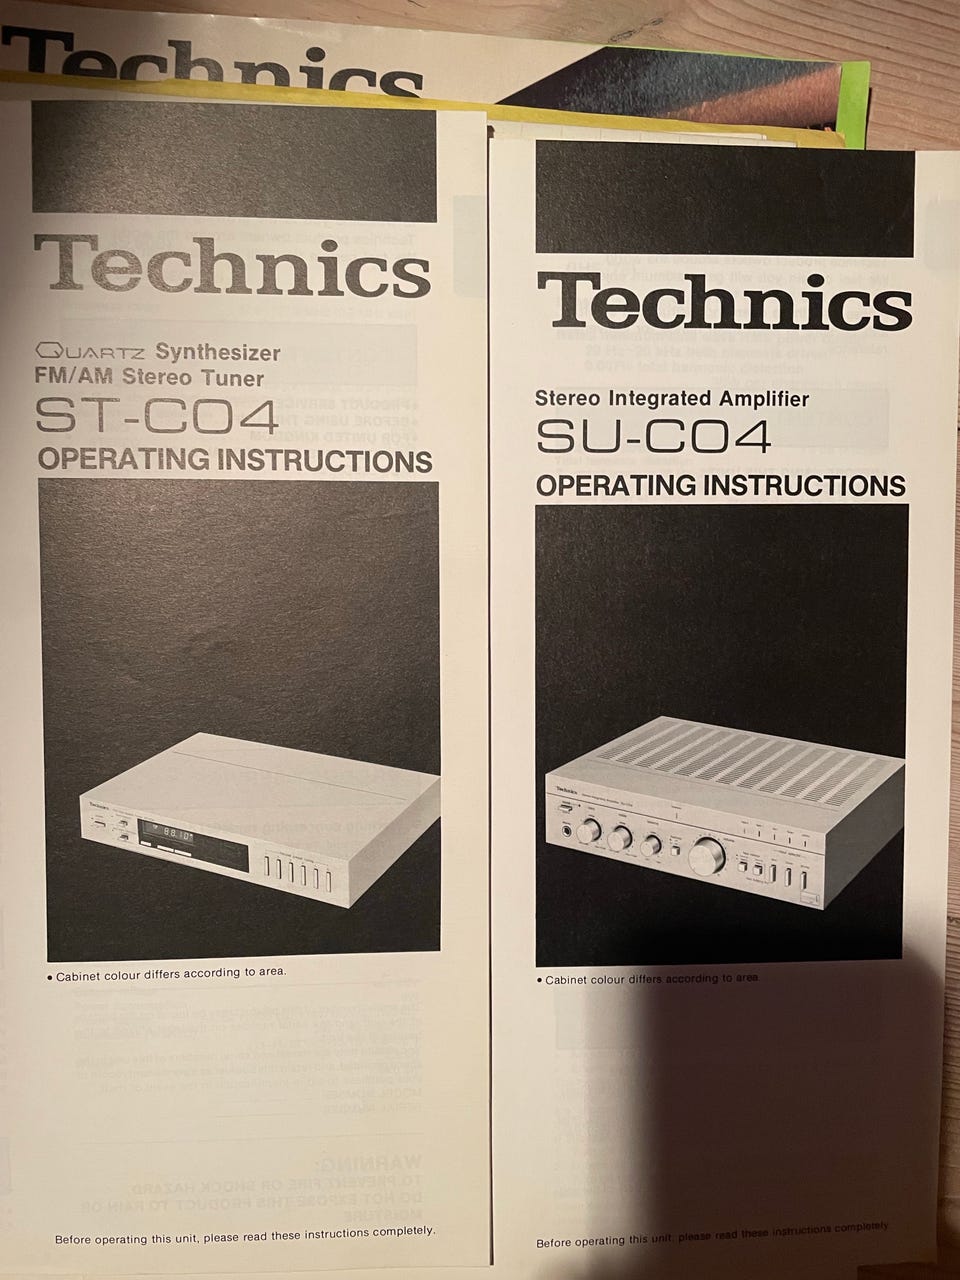 Technics
Technics
QUARTZ Synthesizer
FM/AM Stereo Tuner
ST-C04
OPERATING INSTRUCTIONS
Technics
88.10
• Cabinet colour differs according to area.
Before operating this unit, please read these instructions completely.
Technics
Stereo Integrated Amplifier
SU-C04
OPERATING INSTRUCTIONS
Technics
• Cabinet colour differs according to area.
Before operating this unit, please read these instructions completely.